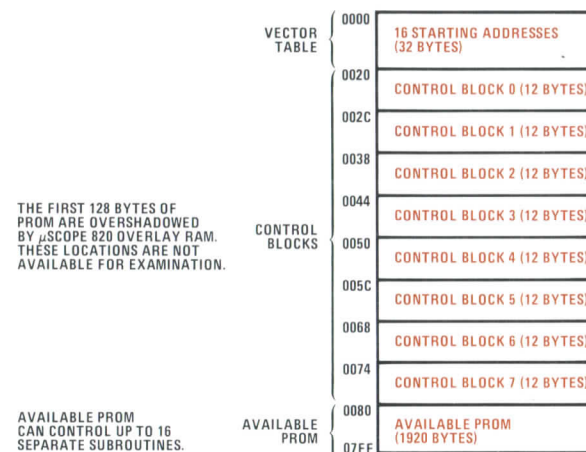 VECTOR
TABLE
0000
16 STARTING ADDRESSES
(32 BYTES)
0020
CONTROL BLOCK 0 (12 BYTES)
002C
CONTROL BLOCK 1 (12 BYTES)
0038
CONTROL BLOCK 2 (12 BYTES)
THE FIRST 128 BYTES OF
PROM ARE OVERSHADOWED
BY µSCOPE 820 OVERLAY RAM.
THESE LOCATIONS ARE NOT
AVAILABLE FOR EXAMINATION.
CONTROL
BLOCKS
0044
CONTROL BLOCK 3 (12 BYTES)
0050
CONTROL BLOCK 4 (12 BYTES)
005C
CONTROL BLOCK 5 (12 BYTES)
0068
CONTROL BLOCK 6 (12 BYTES)
0074
CONTROL BLOCK 7 (12 BYTES)
AVAILABLE PROM
CAN CONTROL UP TO 16
SEPARATE SUBROUTINES.
AVAILABLE
PROM
0080
AVAILABLE PROM
(1920 BYTES)
07FF